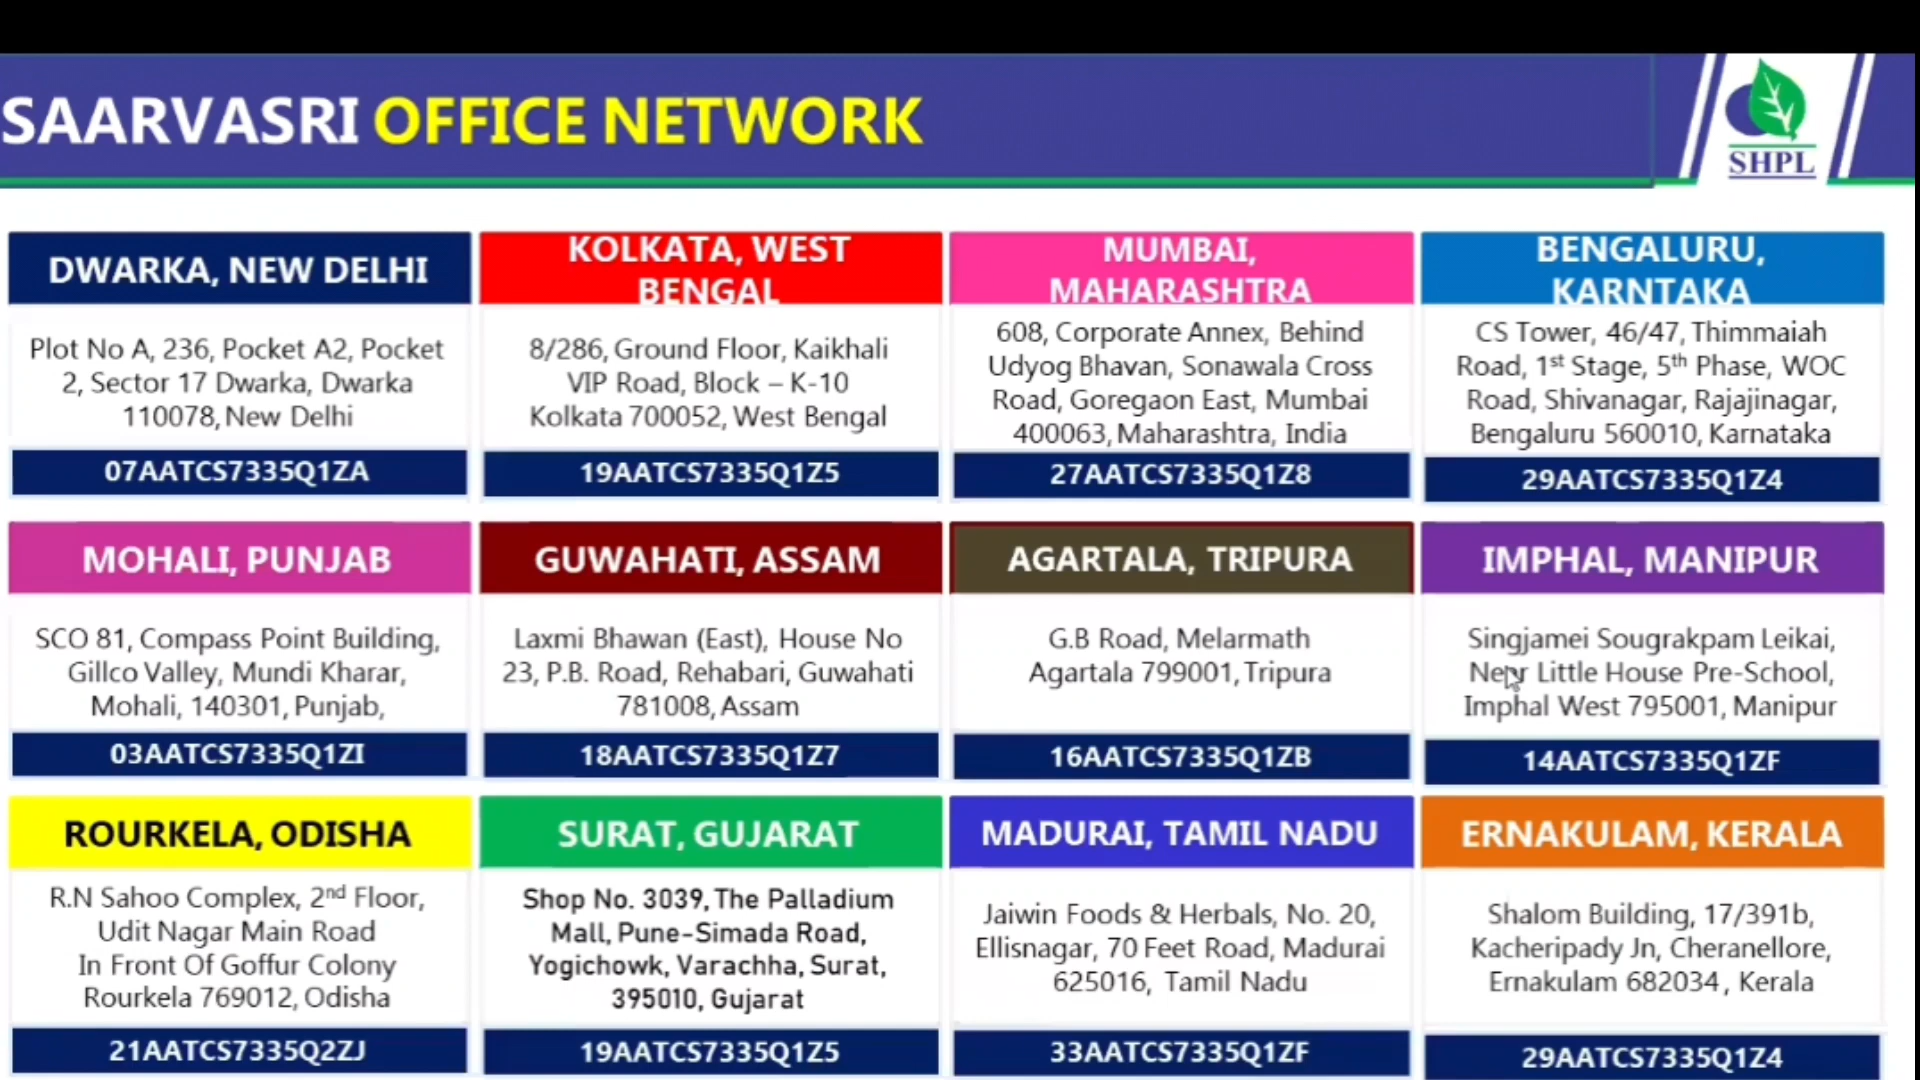 SAARVASRI OFFICE NETWORK
SHPL
DWARKA, NEW DELHI
Plot No A, 236, Pocket A2, Pocket
2, Sector 17 Dwarka, Dwarka
110078, New Delhi
07AATCS7335Q1ZA
KOLKATA, WEST
BENGAL
8/286, Ground Floor, Kaikhali
VIP Road, Block – K-10
Kolkata 700052, West Bengal
19AATCS7335Q1Z5
MUMBAI,
MAHARASHTRA
608, Corporate Annex, Behind
Udyog Bhavan, Sonawala Cross
Road, Goregaon East, Mumbai
400063, Maharashtra, India
27AATCS7335Q1Z8
BENGALURU,
KARNTAKA
CS Tower, 46/47, Thimmaiah
Road, 1st Stage, 5th Phase, WOC
Road, Shivanagar, Rajajinagar,
Bengaluru 560010, Karnataka
29AATCS7335Q1Z4
MOHALI, PUNJAB
SCO 81, Compass Point Building,
Gillco Valley, Mundi Kharar,
Mohali, 140301, Punjab,
03AATCS7335Q1ZI
GUWAHATI, ASSAM
Laxmi Bhawan (East), House No
23, P.B. Road, Rehabari, Guwahati
781008, Assam
18AATCS7335Q1Z7
AGARTALA, TRIPURA
G.B Road, Melarmath
Agartala 799001, Tripura
16AATCS7335Q1ZB
IMPHAL, MANIPUR
Singjamei Sougrakpam Leikai,
Near Little House Pre-School,
Imphal West 795001, Manipur
14AATCS7335Q1ZF
ROURKELA, ODISHA
R.N Sahoo Complex, 2nd Floor,
Udit Nagar Main Road
In Front Of Goffur Colony
Rourkela 769012, Odisha
21AATCS7335Q2ZJ
SURAT, GUJARAT
Shop No. 3039, The Palladium
Mall, Pune-Simada Road,
Yogichowk, Varachha, Surat,
395010, Gujarat
19AATCS7335Q1Z5
MADURAI, TAMIL NADU
Jaiwin Foods & Herbals, No. 20,
Ellisnagar, 70 Feet Road, Madurai
625016, Tamil Nadu
33AATCS7335Q1ZF
ERNAKULAM, KERALA
Shalom Building, 17/391b,
Kacheripady Jn, Cheranellore,
Ernakulam 682034, Kerala
29AATCS7335Q1Z4